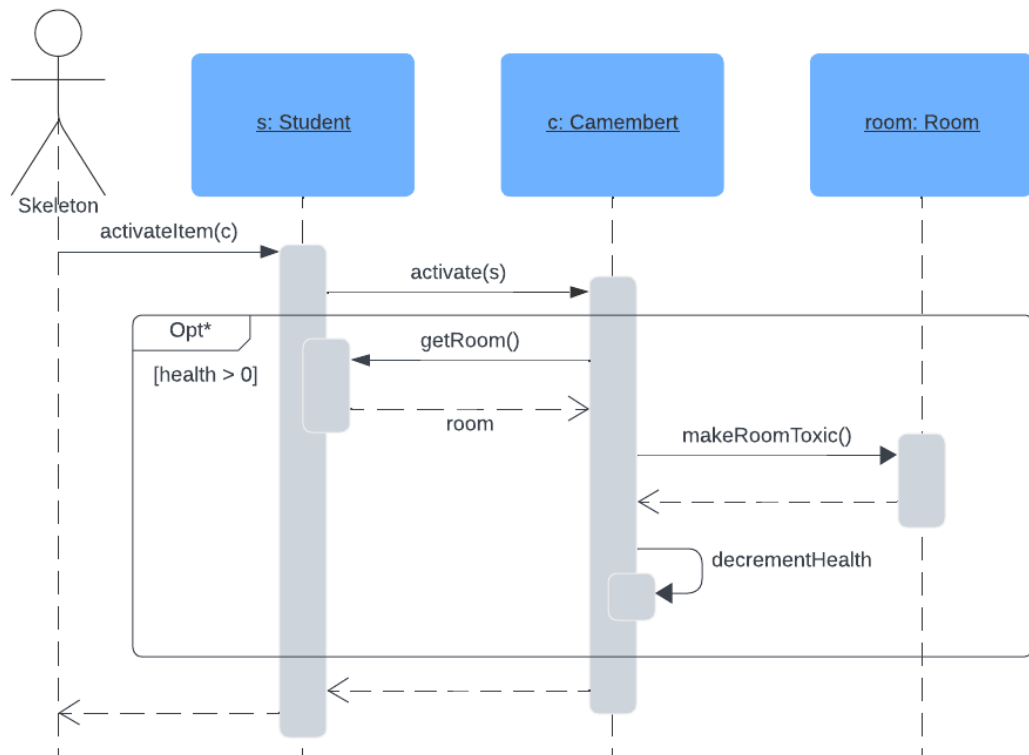 s: Student
c: Camembert
room: Room
Skeleton
activateItem(c)
activate(s)
Opt*
getRoom()
[health > 0]
room
makeRoomToxic()
decrementHealth